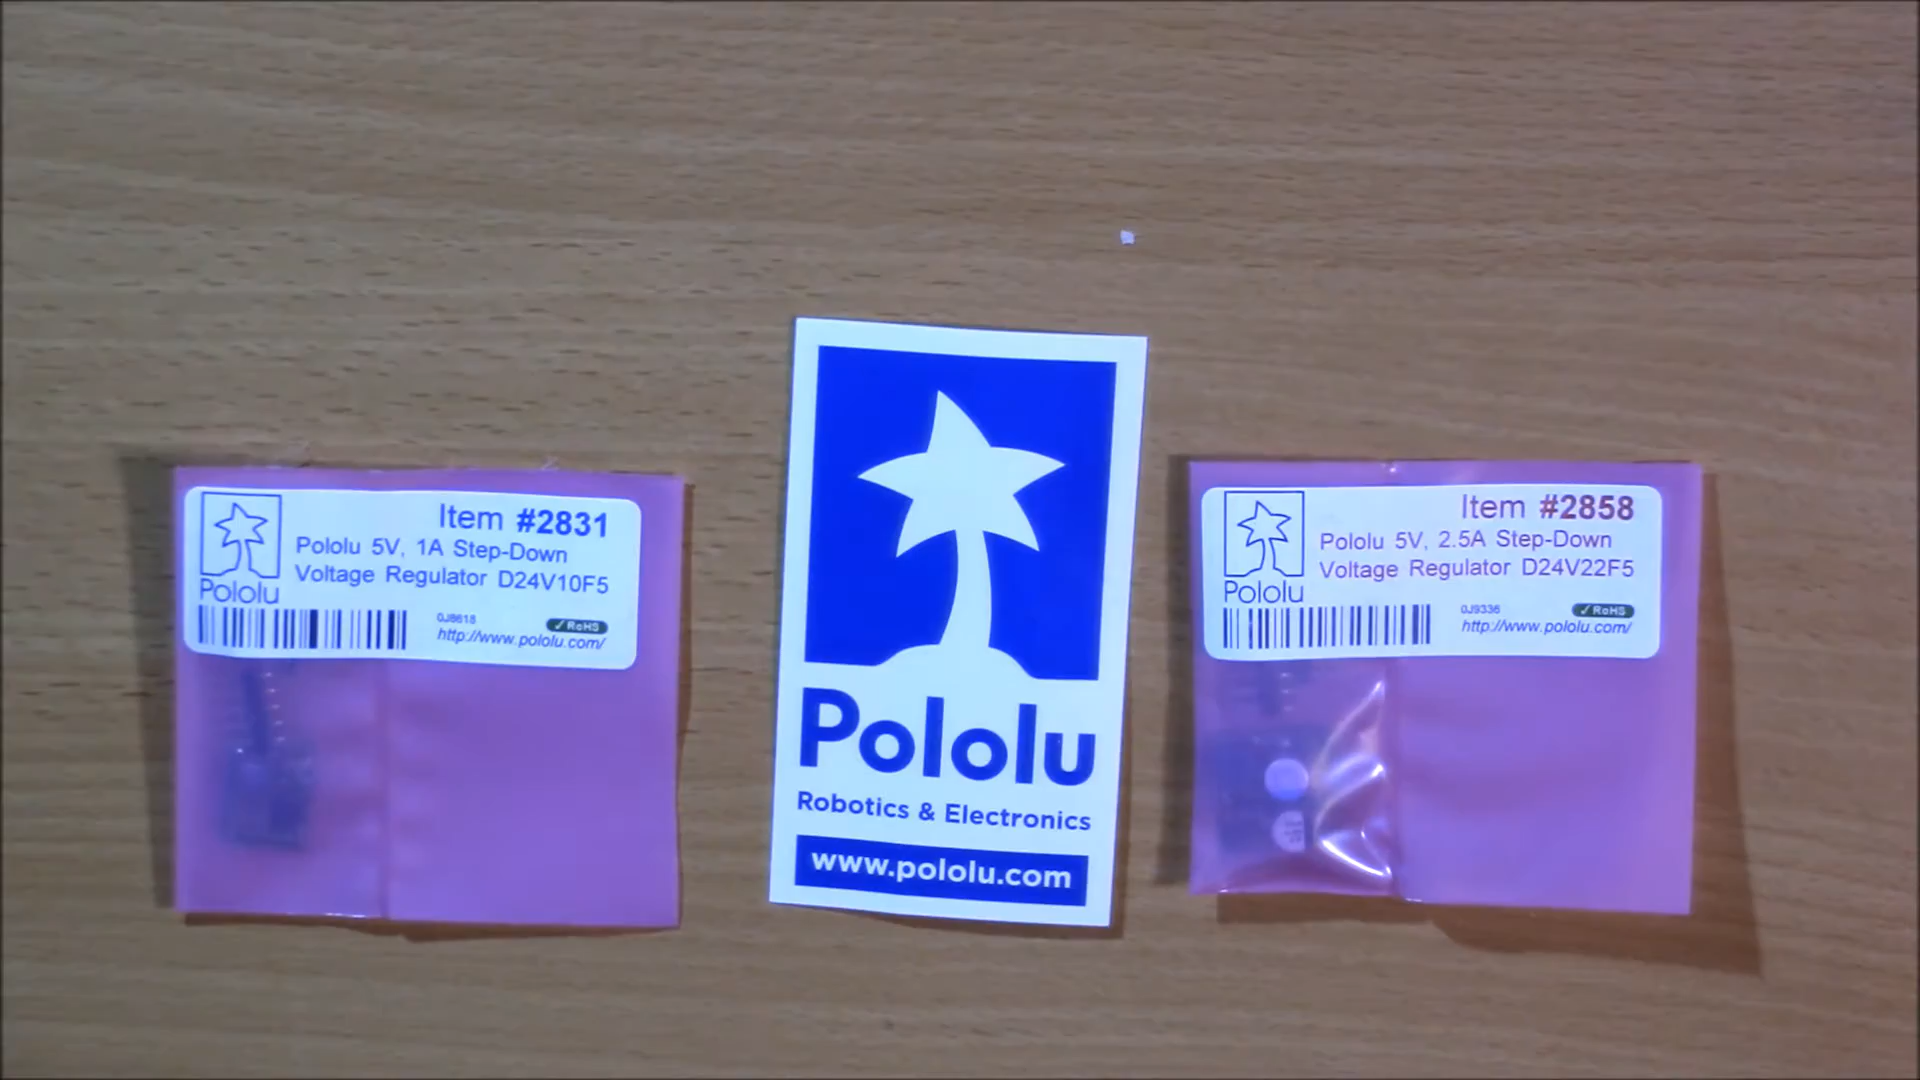 Item #2831
Pololu 5V, 1A Step-Down
Voltage Regulator D24V10F5
Pololu
0J8618
✓RoHS
http://www.pololu.com/
Pololu
Robotics & Electronics
www.pololu.com
Item #2858
Pololu 5V, 2.5A Step-Down
Voltage Regulator D24V22F5
Pololu
0J9336
✓RoHS
http://www.pololu.com/